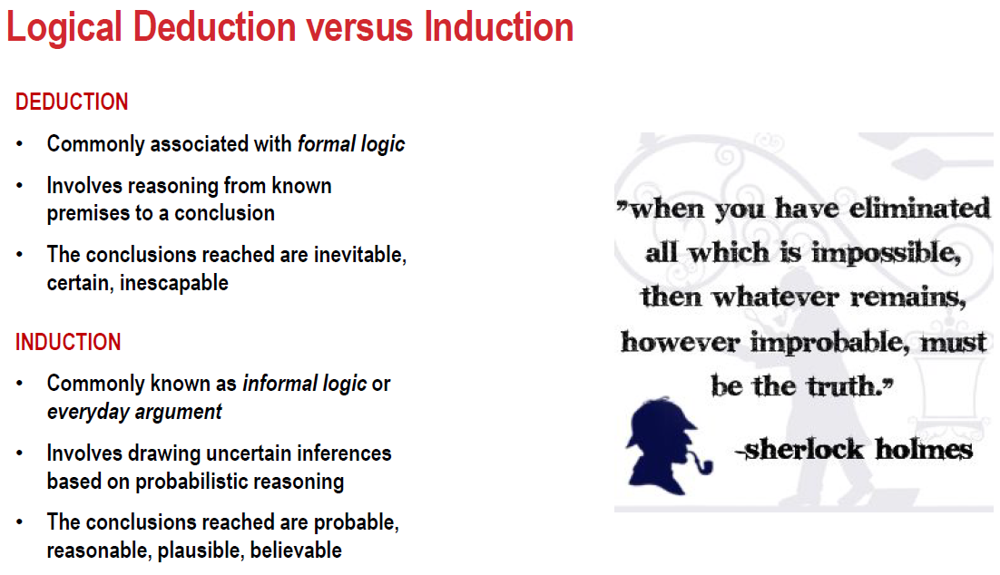 Logical Deduction versus Induction
DEDUCTION
• Commonly associated with formal logic
• Involves reasoning from known
premises to a conclusion
• The conclusions reached are inevitable,
certain, inescapable
INDUCTION
• Commonly known as informal logic or
everyday argument
• Involves drawing uncertain inferences
based on probabilistic reasoning
• The conclusions reached are probable,
reasonable, plausible, believable
”when you have eliminated
all which is impossible,
then whatever remains,
however improbable, must
be the truth.”
-sherlock holmes